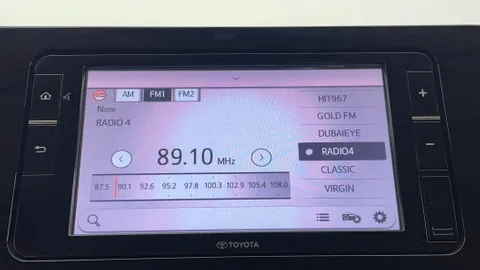 AM FM1 FM2
None
RADIO 4
89.10 MHz
87.5 90.1 92.6 95.2 97.8 100.3 102.9 105.4 108.0
HIT967
GOLD FM
DUBAIEYE
RADIO4
CLASSIC
VIRGIN
TOYOTA